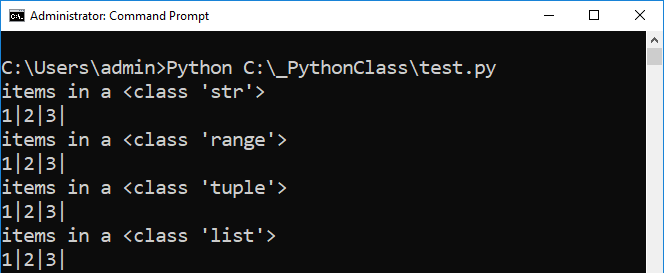 Administrator: Command Prompt
C:\Users\admin>Python C:\_PythonClass\test.py
items in a <class 'str'>
1|2|3|
items in a <class 'range'>
1|2|3|
items in a <class 'tuple'>
1|2|3|
items in a <class 'list'>
1|2|3|